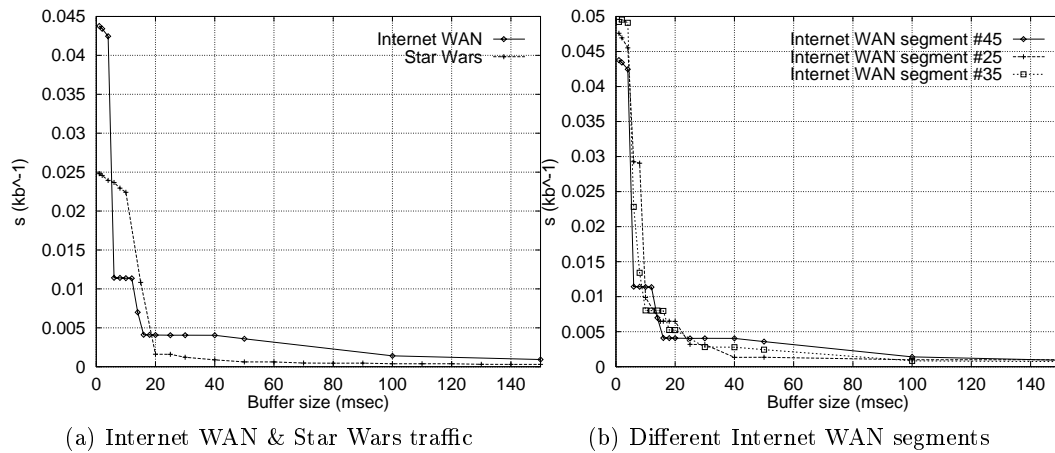 0.045
0.04
0.035
0.03
0.025
0.02
0.015
0.01
0.005
0
s (kb^-1)
0 20 40 60 80 100 120 140
Buffer size (msec)
Internet WAN
Star Wars
(a) Internet WAN & Star Wars traffic
0.05
0.045
0.04
0.035
0.03
0.025
0.02
0.015
0.01
0.005
0
s (kb^-1)
0 20 40 60 80 100 120 140
Buffer size (msec)
Internet WAN segment #45
Internet WAN segment #25
Internet WAN segment #35
(b) Different Internet WAN segments